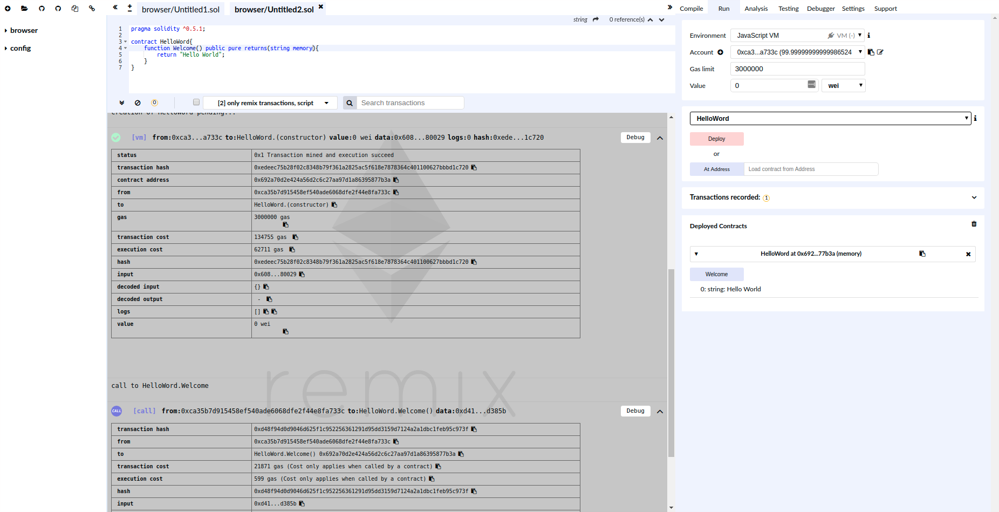 browser
config
browser/Untitled1.sol
browser/Untitled2.sol
string 0 reference(s)
1 pragma solidity ^0.5.1;
2
3 contract HelloWord{
4 function Welcome() public pure returns(string memory){
5 return "Hello World";
6 }
7 }
0 [2] only remix transactions, script Search transactions
creation of HelloWord pending...
[vm] from:0xca3...a733c to:HelloWord.(constructor) value:0 wei data:0x608...80029 logs:0 hash:0xede...1c720 Debug
status 0x1 Transaction mined and execution succeed
transaction hash 0xedeec75b28f02c8348b79f361a2825ac5f618e7878364c401100627bbbd1c720
contract address 0x692a70d2e424a56d2c6c27aa97d1a86395877b3a
from 0xca35b7d915458ef540ade6068dfe2f44e8fa733c
to HelloWord.(constructor)
gas 3000000 gas
transaction cost 134755 gas
execution cost 62711 gas
hash 0xedeec75b28f02c8348b79f361a2825ac5f618e7878364c401100627bbbd1c720
input 0x608...80029
decoded input {}
decoded output -
logs []
value 0 wei
remix
call to HelloWord.Welcome
CALL [call] from:0xca35b7d915458ef540ade6068dfe2f44e8fa733c to:HelloWord.Welcome() data:0xd41...d385b Debug
transaction hash 0xd48f94d0d9046d625f1c952256361291d95dd3159d7124a2a1dbc1feb95c973f
from 0xca35b7d915458ef540ade6068dfe2f44e8fa733c
to HelloWord.Welcome() 0x692a70d2e424a56d2c6c27aa97d1a86395877b3a
transaction cost 21871 gas (Cost only applies when called by a contract)
execution cost 599 gas (Cost only applies when called by a contract)
hash 0xd48f94d0d9046d625f1c952256361291d95dd3159d7124a2a1dbc1feb95c973f
input 0xd41...d385b
Compile Run Analysis Testing Debugger Settings Support
Environment JavaScript VM VM (-)
Account 0xca3...a733c (99.99999999999986524
Gas limit 3000000
Value 0 wei
HelloWord
Deploy
or
At Address Load contract from Address
Transactions recorded: 1
Deployed Contracts
HelloWord at 0x692...77b3a (memory)
Welcome
0: string: Hello World